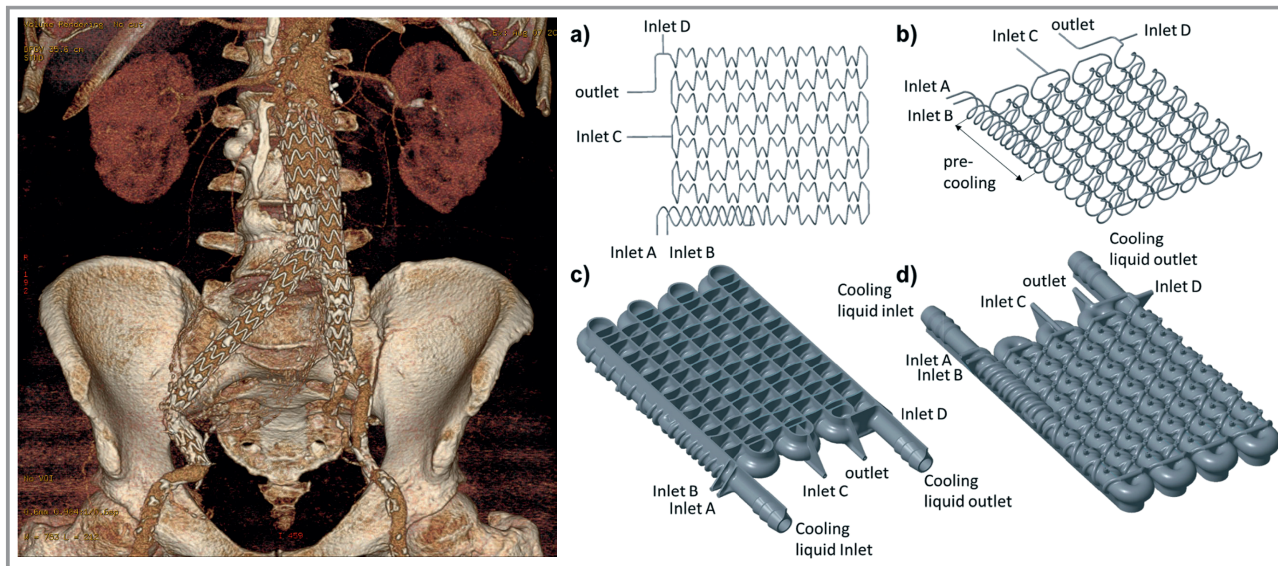 a)
Inlet D
outlet
Inlet C
Inlet A
Inlet B
b)
outlet
Inlet D
Inlet C
Inlet A
Inlet B
pre-
cooling
c)
Cooling
liquid inlet
Inlet D
outlet
Inlet C
Inlet B
Inlet A
Cooling
liquid outlet
Cooling
liquid Inlet
d)
Cooling
liquid outlet
outlet
Inlet C
Inlet D
Inlet A
Inlet B